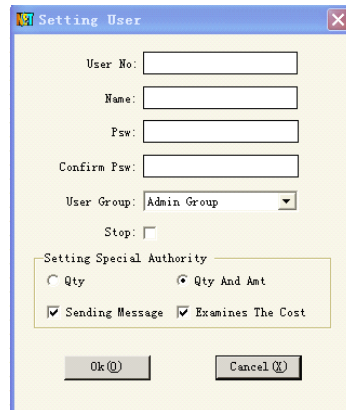 Setting User
User No:
Name:
Psw:
Confirm Psw:
User Group: Admin Group
Stop:
Setting Special Authority
Qty Qty And Amt
Sending Message Examines The Cost
Ok(O) Cancel(X)